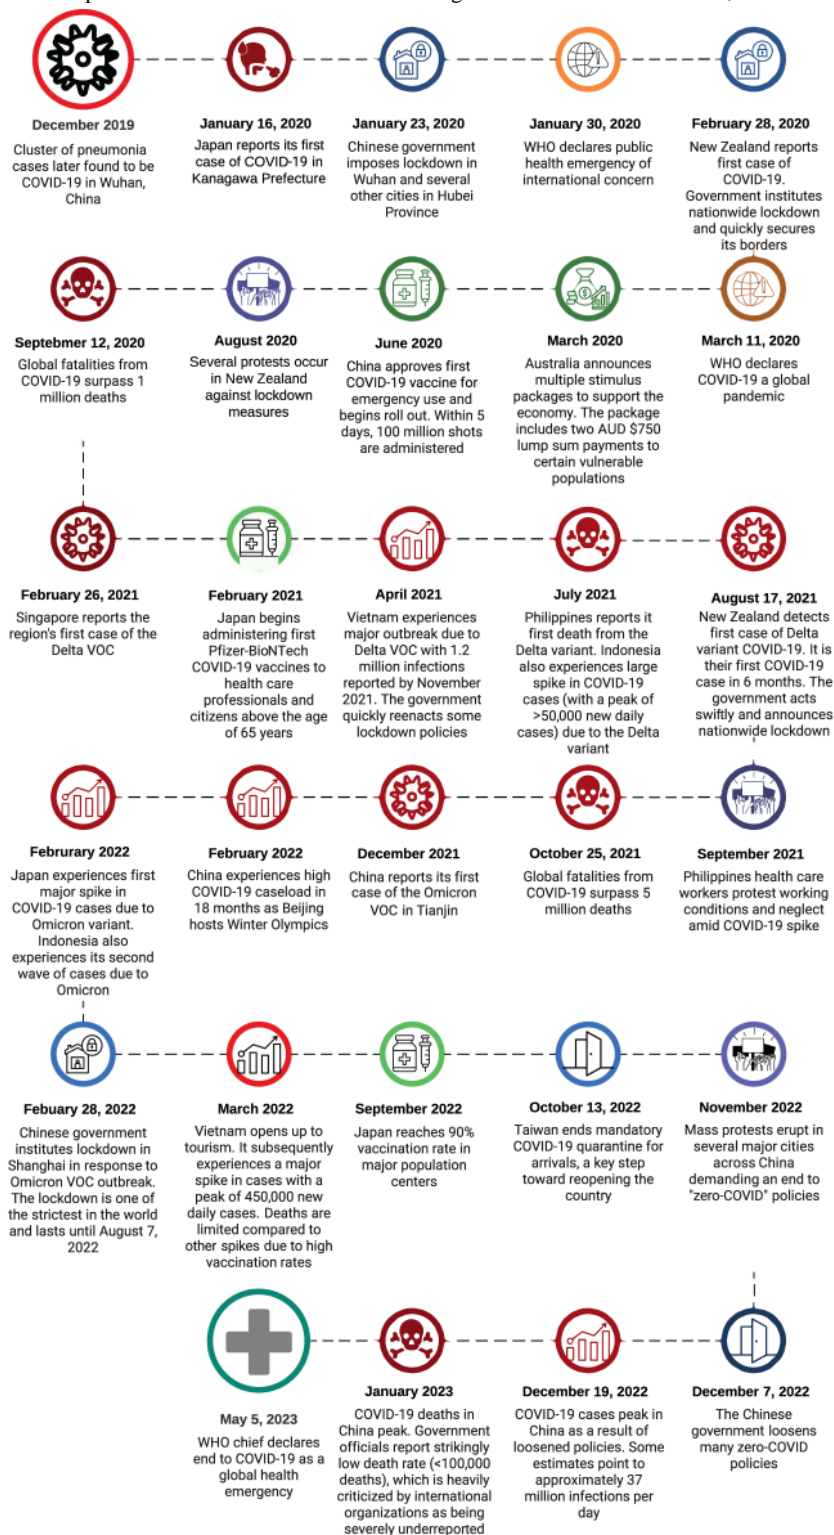 December 2019
Cluster of pneumonia
cases later found to be
COVID-19 in Wuhan,
China
January 16, 2020
Japan reports its first
case of COVID-19 in
Kanagawa Prefecture
January 23, 2020
Chinese government
imposes lockdown in
Wuhan and several
other cities in Hubei
Province
January 30, 2020
WHO declares public
health emergency of
international concern
February 28, 2020
New Zealand reports
first case of
COVID-19.
Government institutes
nationwide lockdown
and quickly secures
its borders
Septebmer 12, 2020
Global fatalities from
COVID-19 surpass 1
million deaths
August 2020
Several protests occur
in New Zealand
against lockdown
measures
June 2020
China approves first
COVID-19 vaccine for
emergency use and
begins roll out. Within 5
days, 100 million shots
are administered
March 2020
Australia announces
multiple stimulus
packages to support the
economy. The package
includes two AUD $750
lump sum payments to
certain vulnerable
populations
March 11, 2020
WHO declares
COVID-19 a global
pandemic
February 26, 2021
Singapore reports the
region's first case of the
Delta VOC
February 2021
Japan begins
administering first
Pfizer-BioNTech
COVID-19 vaccines to
health care
professionals and
citizens above the age
of 65 years
April 2021
Vietnam experiences
major outbreak due to
Delta VOC with 1.2
million infections
reported by November
2021. The government
quickly reenacts some
lockdown policies
July 2021
Philippines reports it
first death from the
Delta variant. Indonesia
also experiences large
spike in COVID-19
cases (with a peak of
>50,000 new daily
cases) due to the Delta
variant
August 17, 2021
New Zealand detects
first case of Delta
variant COVID-19. It is
their first COVID-19
case in 6 months. The
government acts
swiftly and announces
nationwide lockdown
Februrary 2022
Japan experiences first
major spike in
COVID-19 cases due to
Omicron variant.
Indonesia also
experiences its second
wave of cases due to
Omicron
February 2022
China experiences high
COVID-19 caseload in
18 months as Beijing
hosts Winter Olympics
December 2021
China reports its first
case of the Omicron
VOC in Tianjin
October 25, 2021
Global fatalities from
COVID-19 surpass 5
million deaths
September 2021
Philippines health care
workers protest working
conditions and neglect
amid COVID-19 spike
Febuary 28, 2022
Chinese government
institutes lockdown in
Shanghai in response to
Omicron VOC outbreak.
The lockdown is one of
the strictest in the world
and lasts until August 7,
2022
March 2022
Vietnam opens up to
tourism. It subsequently
experiences a major
spike in cases with a
peak of 450,000 new
daily cases. Deaths are
limited compared to
other spikes due to high
vaccination rates
September 2022
Japan reaches 90%
vaccination rate in
major population
centers
October 13, 2022
Taiwan ends mandatory
COVID-19 quarantine for
arrivals, a key step
toward reopening the
country
November 2022
Mass protests erupt in
several major cities
across China
demanding an end to
"zero-COVID" policies
May 5, 2023
WHO chief declares
end to COVID-19 as a
global health
emergency
January 2023
COVID-19 deaths in
China peak. Government
officials report strikingly
low death rate (<100,000
deaths), which is heavily
criticized by international
organizations as being
severely underreported
December 19, 2022
COVID-19 cases peak in
China as a result of
loosened policies. Some
estimates point to
approximately 37
million infections per
day
December 7, 2022
The Chinese
government loosens
many zero-COVID
policies